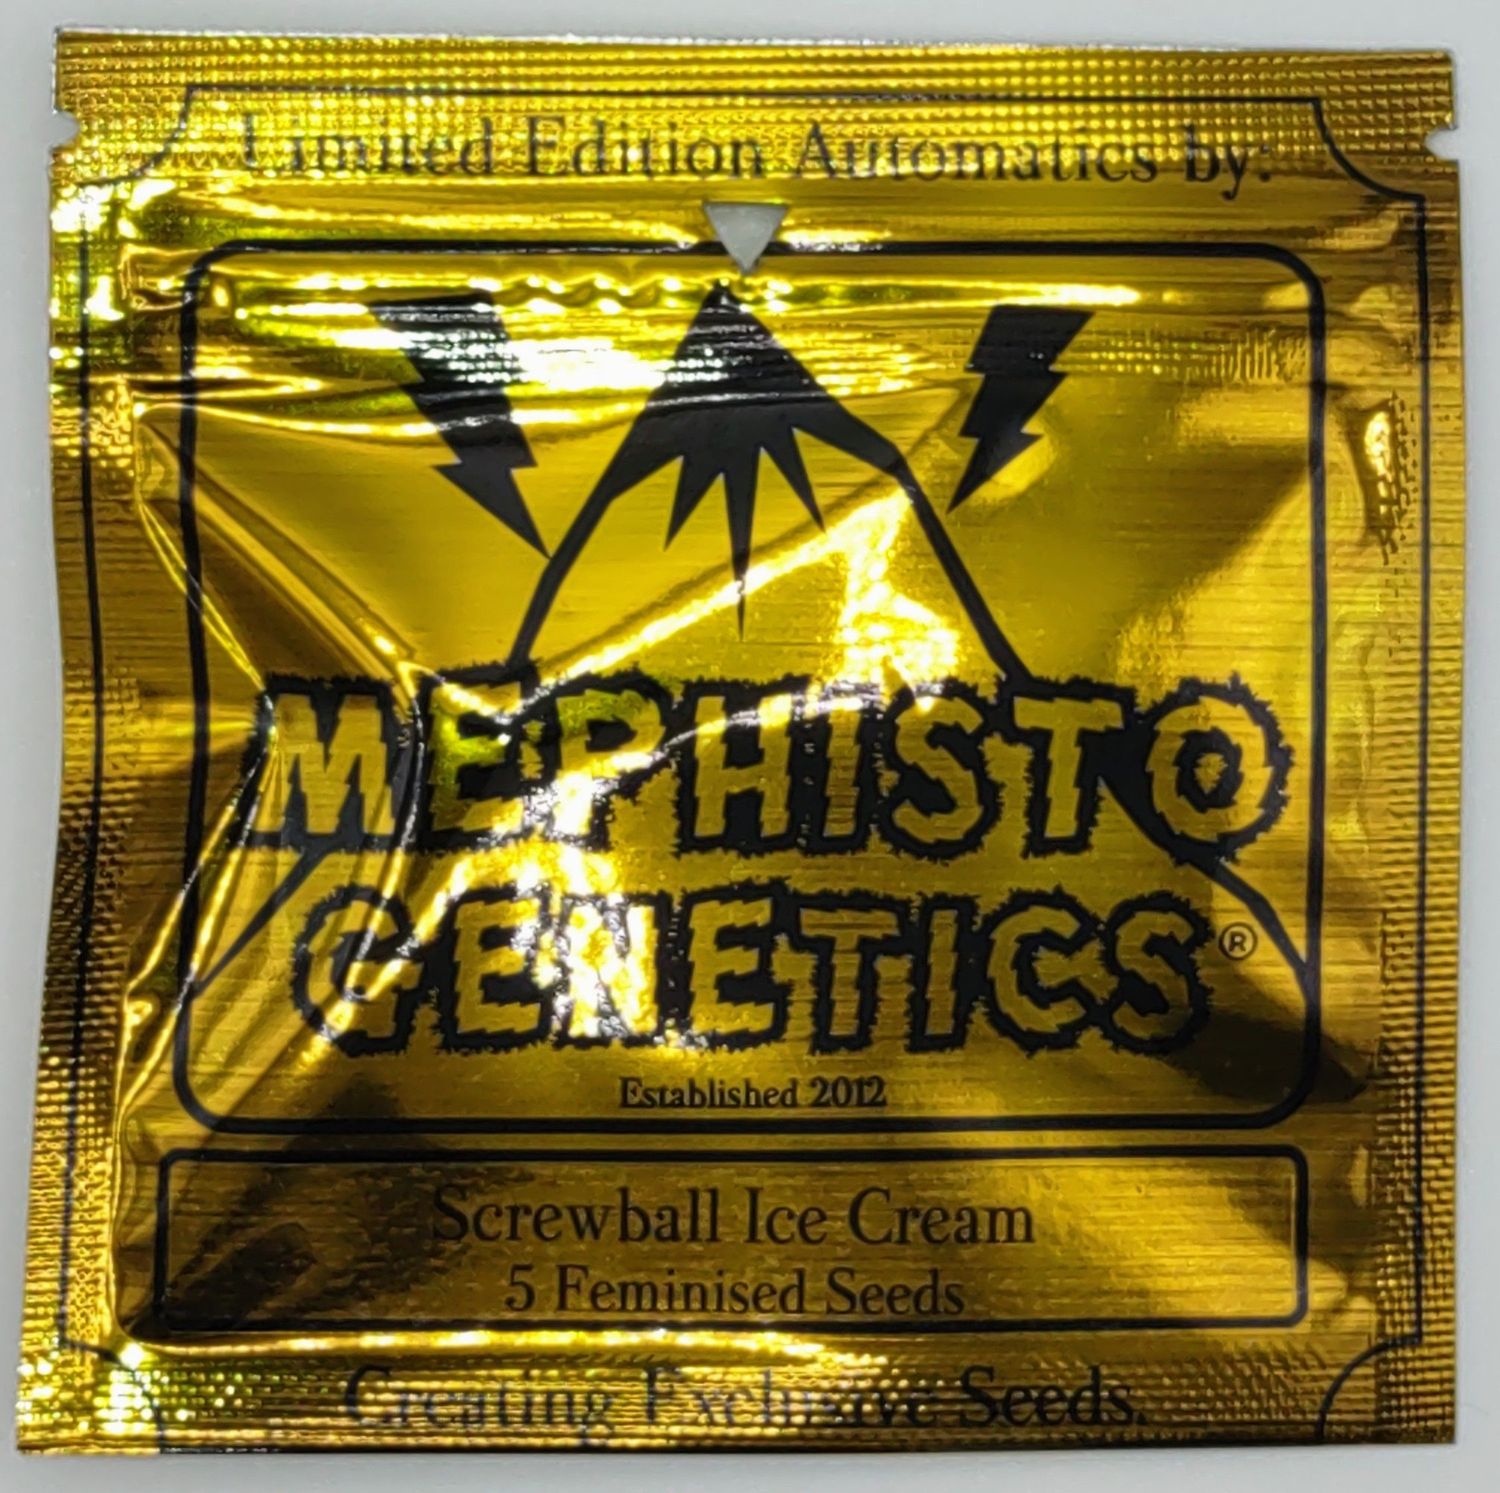 Limited Edition Automatics by:
MEPHISTO
GENETICS®
Established 2012
Screwball Ice Cream
5 Feminised Seeds
Creating Exclusive Seeds.